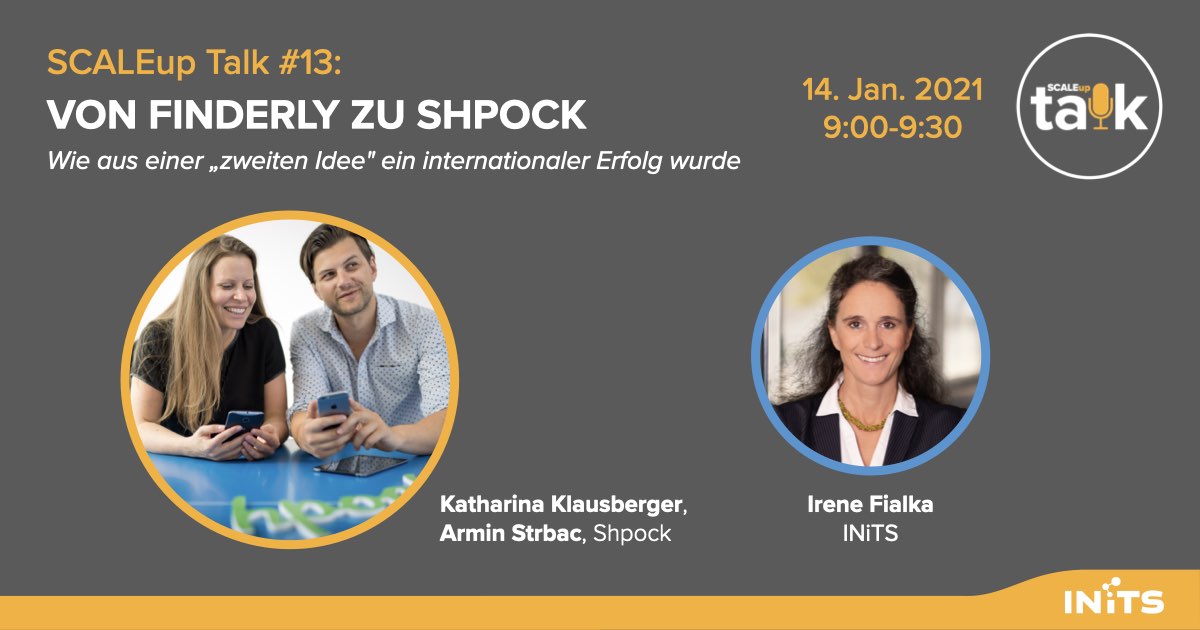 SCALEup Talk #13:
VON FINDERLY ZU SHPOCK
Wie aus einer „zweiten Idee" ein internationaler Erfolg wurde
14. Jan. 2021
9:00-9:30
SCALEup
talk
hpock
Katharina Klausberger,
Armin Strbac, Shpock
Irene Fialka
INiTS
INiTS